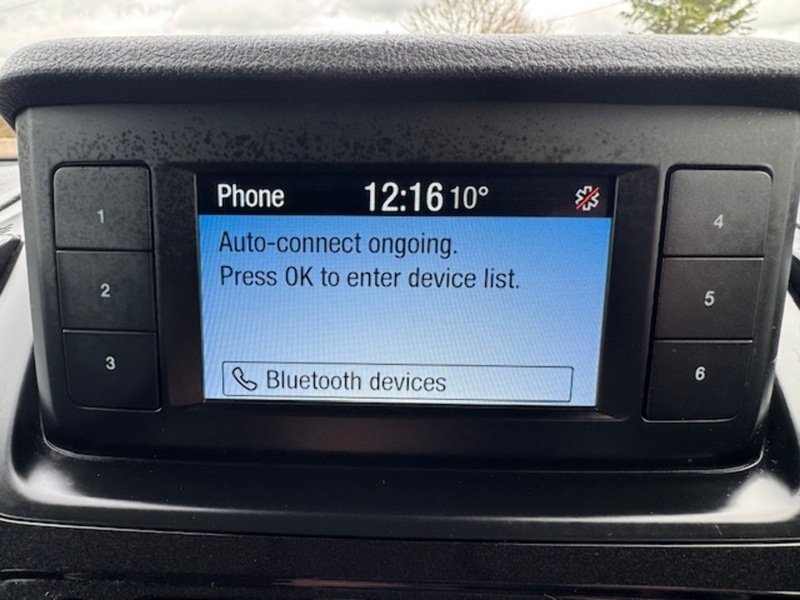 Phone 12:16 10°
Auto-connect ongoing.
Press OK to enter device list.
Bluetooth devices
1
2
3
4
5
6